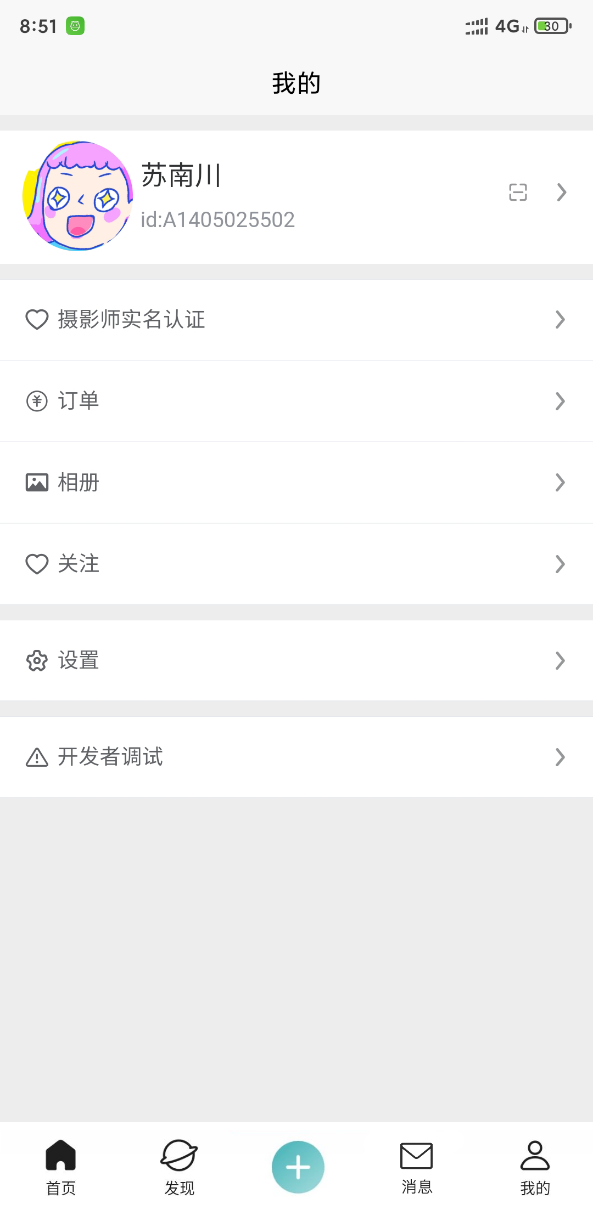 8:51 4G 30
我的
苏南川
id:A1405025502
摄影师实名认证
订单
相册
关注
设置
开发者调试
首页 发现 消息 我的